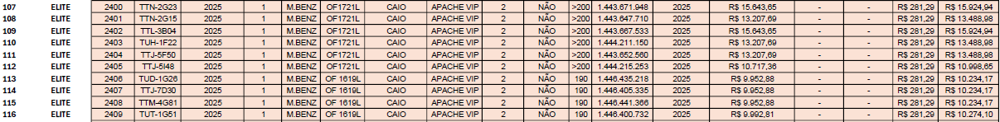 107 ELITE 2400 TTN-2G23 2025 1 M.BENZ OF1721L CAIO APACHE VIP 2 NÃO >200 1.443.671.948 2025 R$ 15.643,65 - - R$ 281,29 R$ 15.924,94
108 ELITE 2401 TTN-2G15 2025 1 M.BENZ OF1721L CAIO APACHE VIP 2 NÃO >200 1.443.647.710 2025 R$ 13.207,69 - - R$ 281,29 R$ 13.488,98
109 ELITE 2402 TTL-3B04 2025 1 M.BENZ OF1721L CAIO APACHE VIP 2 NÃO >200 1.443.667.533 2025 R$ 15.643,65 - - R$ 281,29 R$ 15.924,94
110 ELITE 2403 TUH-1F22 2025 1 M.BENZ OF1721L CAIO APACHE VIP 2 NÃO >200 1.444.211.150 2025 R$ 13.207,69 - - R$ 281,29 R$ 13.488,98
111 ELITE 2404 TTJ-5F50 2025 1 M.BENZ OF1721L CAIO APACHE VIP 2 NÃO >200 1.443.652.560 2025 R$ 13.207,69 - - R$ 281,29 R$ 13.488,98
112 ELITE 2405 TTJ-5I48 2025 1 M.BENZ OF1721L CAIO APACHE VIP 2 NÃO >200 1.444.215.253 2025 R$ 10.717,36 - - R$ 281,29 R$ 10.998,65
113 ELITE 2406 TUD-1G26 2025 1 M.BENZ OF 1619L CAIO APACHE VIP 2 NÃO 190 1.446.435.218 2025 R$ 9.952,88 - - R$ 281,29 R$ 10.234,17
114 ELITE 2407 TTJ-7D30 2025 1 M.BENZ OF 1619L CAIO APACHE VIP 2 NÃO 190 1.446.405.335 2025 R$ 9.952,88 - - R$ 281,29 R$ 10.234,17
115 ELITE 2408 TTM-4G81 2025 1 M.BENZ OF 1619L CAIO APACHE VIP 2 NÃO 190 1.446.441.366 2025 R$ 9.952,88 - - R$ 281,29 R$ 10.234,17
116 ELITE 2409 TUT-1G51 2025 1 M.BENZ OF 1619L CAIO APACHE VIP 2 NÃO 190 1.446.400.732 2025 R$ 9.992,81 - - R$ 281,29 R$ 10.274,10